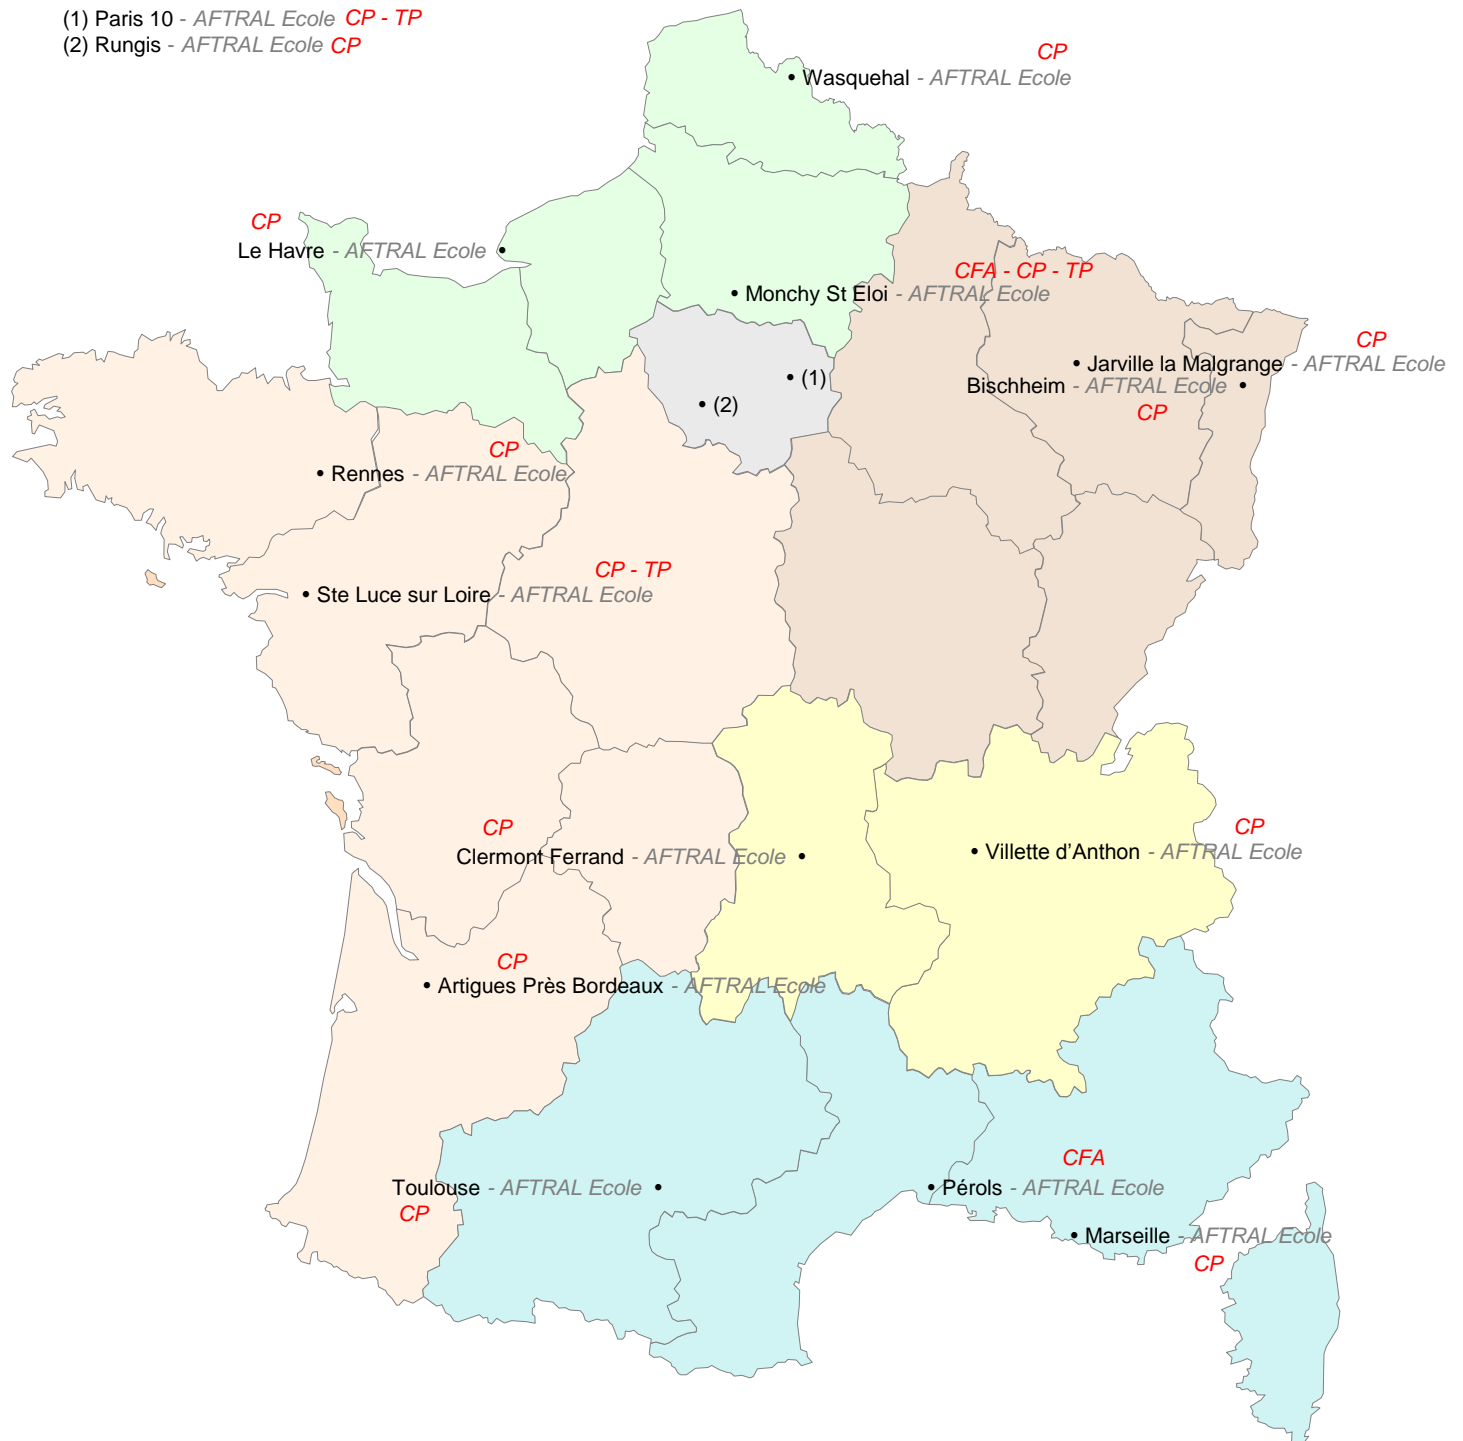 (1) Paris 10 - AFTRAL Ecole CP - TP
(2) Rungis - AFTRAL Ecole CP
CP
• Wasquehal - AFTRAL Ecole
CP
Le Havre - AFTRAL Ecole •
CFA - CP - TP
• Monchy St Eloi - AFTRAL Ecole
CP
• Jarville la Malgrange - AFTRAL Ecole
• (1)
Bischheim - AFTRAL Ecole •
CP
• (2)
CP
• Rennes - AFTRAL Ecole
CP - TP
• Ste Luce sur Loire - AFTRAL Ecole
CP
Clermont Ferrand - AFTRAL Ecole •
CP
• Villette d'Anthon - AFTRAL Ecole
CP
• Artigues Près Bordeaux - AFTRAL Ecole
CFA
Toulouse - AFTRAL Ecole •
CP
• Pérols - AFTRAL Ecole
• Marseille - AFTRAL Ecole
CP